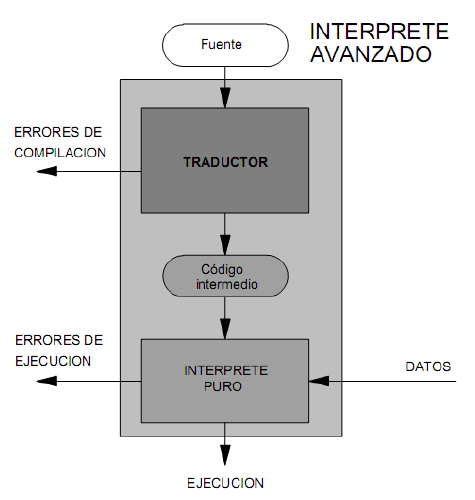 INTERPRETE
AVANZADO
Fuente
ERRORES DE
COMPILACION
TRADUCTOR
Código
intermedio
ERRORES DE
EJECUCION
INTERPRETE
PURO
DATOS
EJECUCION